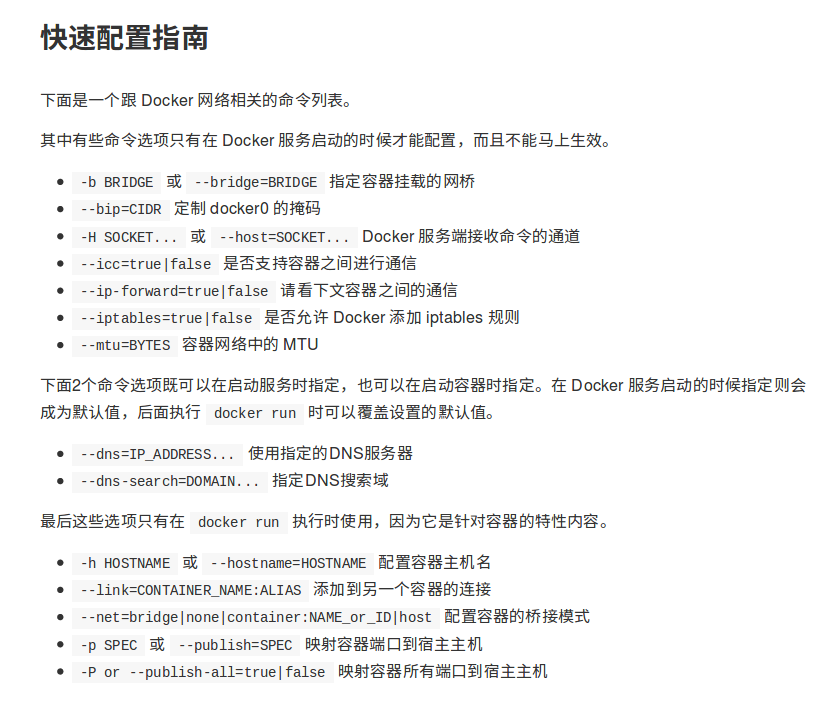 快速配置指南
下面是一个跟 Docker 网络相关的命令列表。
其中有些命令选项只有在 Docker 服务启动的时候才能配置，而且不能马上生效。
-b BRIDGE 或 --bridge=BRIDGE 指定容器挂载的网桥
--bip=CIDR 定制 docker0 的掩码
-H SOCKET... 或 --host=SOCKET... Docker 服务端接收命令的通道
--icc=true|false 是否支持容器之间进行通信
--ip-forward=true|false 请看下文容器之间的通信
--iptables=true|false 是否允许 Docker 添加 iptables 规则
--mtu=BYTES 容器网络中的 MTU
下面2个命令选项既可以在启动服务时指定，也可以在启动容器时指定。在 Docker 服务启动的时候指定则会
成为默认值，后面执行 docker run 时可以覆盖设置的默认值。
--dns=IP_ADDRESS... 使用指定的DNS服务器
--dns-search=DOMAIN... 指定DNS搜索域
最后这些选项只有在 docker run 执行时使用，因为它是针对容器的特性内容。
-h HOSTNAME 或 --hostname=HOSTNAME 配置容器主机名
--link=CONTAINER_NAME:ALIAS 添加到另一个容器的连接
--net=bridge|none|container:NAME_or_ID|host 配置容器的桥接模式
-p SPEC 或 --publish=SPEC 映射容器端口到宿主主机
-P or --publish-all=true|false 映射容器所有端口到宿主主机